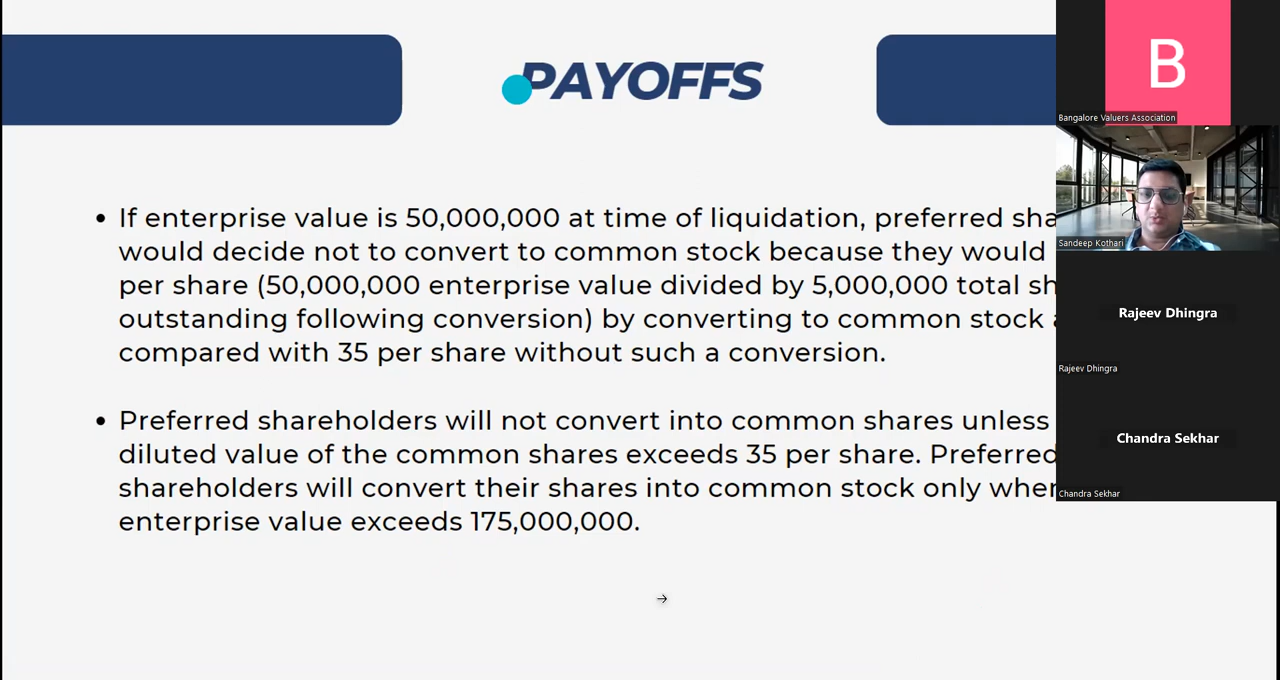 PAYOFFS
• If enterprise value is 50,000,000 at time of liquidation, preferred
would decide not to convert to common stock because they would
per share (50,000,000 enterprise value divided by 5,000,000 total
outstanding following conversion) by converting to common stock
compared with 35 per share without such a conversion.
• Preferred shareholders will not convert into common shares unless
diluted value of the common shares exceeds 35 per share. Preferred
shareholders will convert their shares into common stock only
enterprise value exceeds 175,000,000.
B
Bangalore Valuers Association
Sandeep Kothari
Rajeev Dhingra
Rajeev Dhingra
Chandra Sekhar
Chandra Sekhar